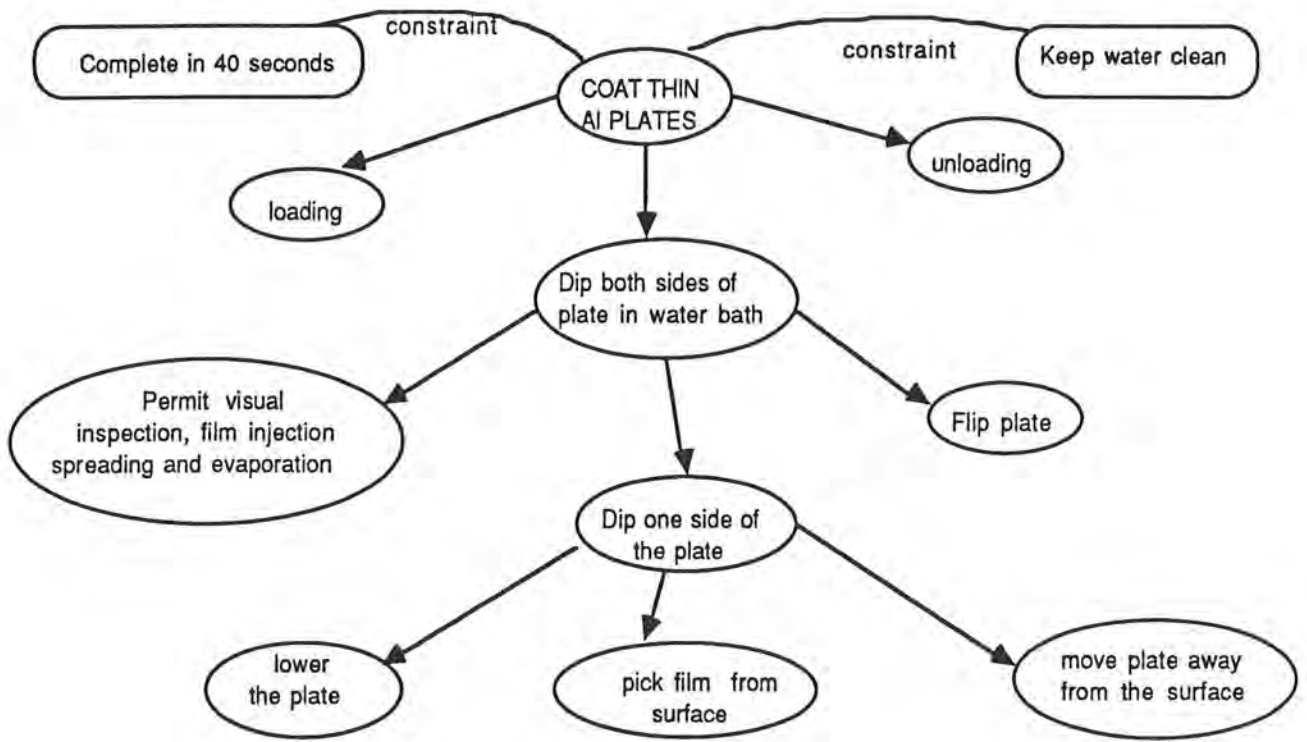 constraint
Complete in 40 seconds
constraint
Keep water clean
COAT THIN
Al PLATES
loading
unloading
Dip both sides of
plate in water bath
Permit visual
inspection, film injection
spreading and evaporation
Flip plate
Dip one side of
the plate
lower
the plate
pick film from
surface
move plate away
from the surface